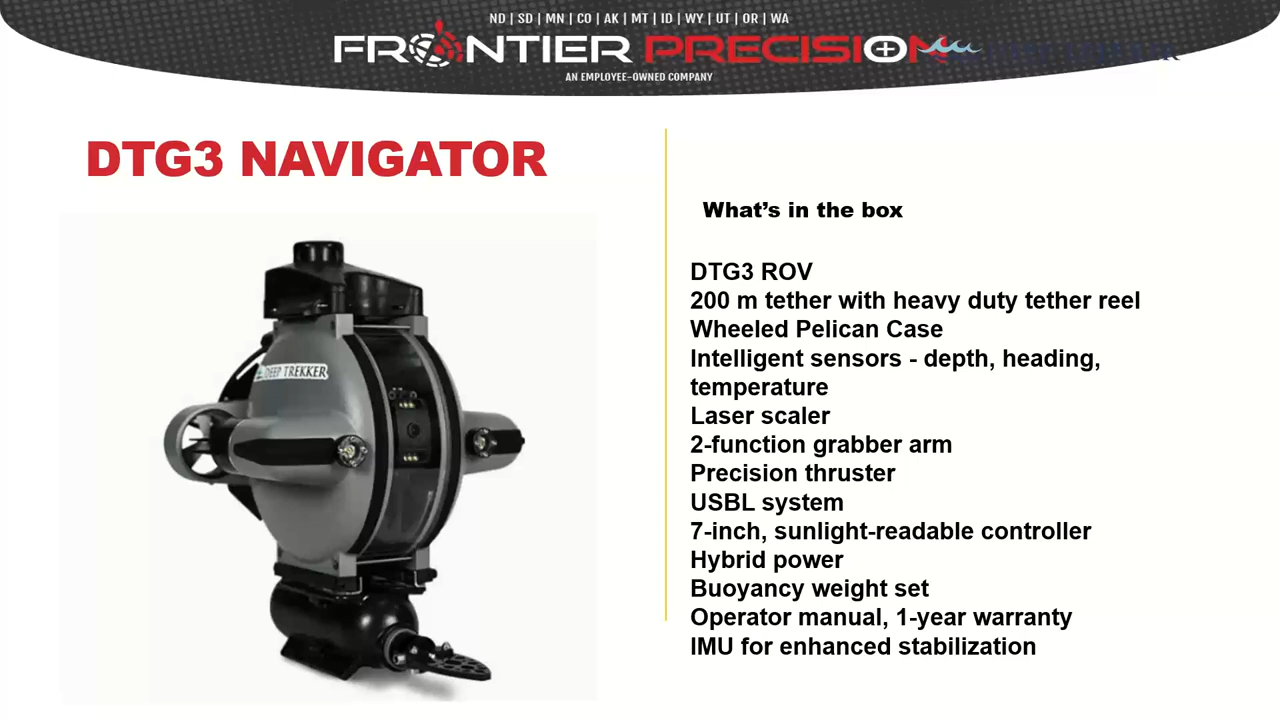 ND | SD | MN | CO | AK | MT | ID | WY | UT | OR | WA
FRONTIER PRECISION
AN EMPLOYEE-OWNED COMPANY
DTG3 NAVIGATOR
DEEP TREKKER
What’s in the box
DTG3 ROV
200 m tether with heavy duty tether reel
Wheeled Pelican Case
Intelligent sensors - depth, heading,
temperature
Laser scaler
2-function grabber arm
Precision thruster
USBL system
7-inch, sunlight-readable controller
Hybrid power
Buoyancy weight set
Operator manual, 1-year warranty
IMU for enhanced stabilization